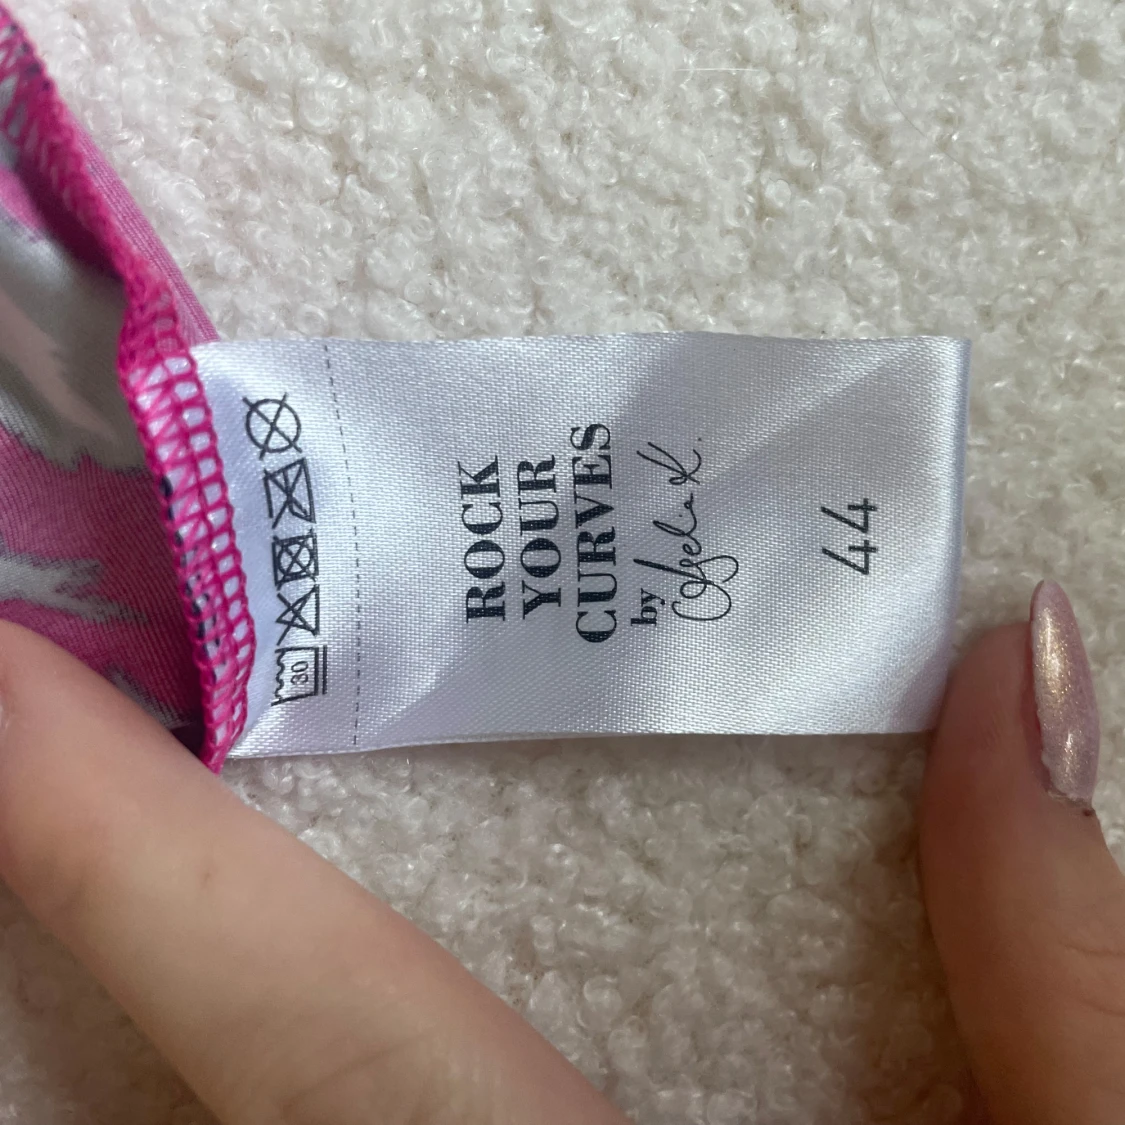 ROCK
YOUR
CURVES
by Angelina K.
44
30